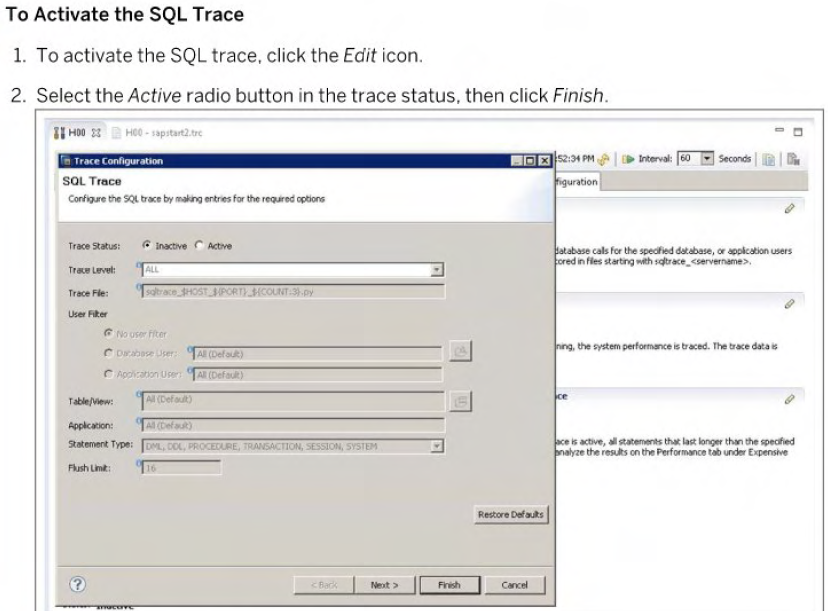 To Activate the SQL Trace
1. To activate the SQL trace, click the Edit icon.
2. Select the Active radio button in the trace status, then click Finish.
H00 H00 - sapstart2.trc
Trace Configuration
:52:34 PM Interval: 60 Seconds
SQL Trace
figuration
Configure the SQL trace by making entries for the required options
Trace Status: Inactive Active
database calls for the specified database, or application users
tored in files starting with sqltrace_<servername>.
Trace Level: ALL
Trace File: sqltrace_$HOST_${PORT}_${COUNT:3}.py
User Filter
No user filter
Database User: All (Default)
ning, the system performance is traced. The trace data is
Application User: All (Default)
Table/View: All (Default)
ce
Application: All (Default)
Statement Type: DML, DDL, PROCEDURE, TRANSACTION, SESSION, SYSTEM
ace is active, all statements that last longer than the specified
analyze the results on the Performance tab under Expensive
Flush Limit: 16
Restore Defaults
? < Back Next > Finish Cancel
Inactive